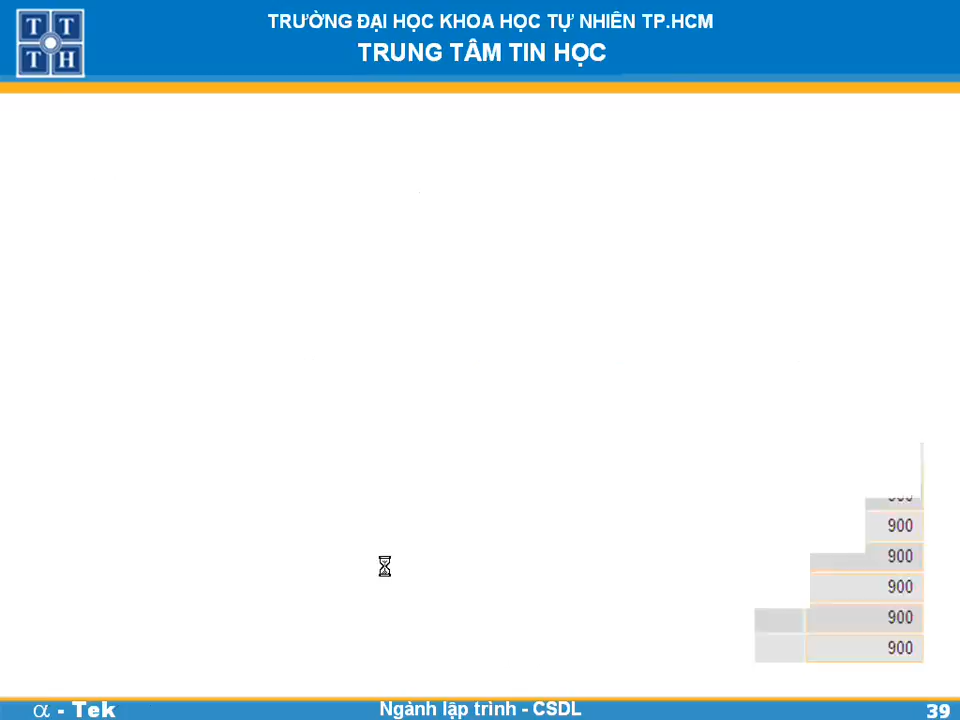 T T
T H
TRƯỜNG ĐẠI HỌC KHOA HỌC TỰ NHIÊN TP.HCM
TRUNG TÂM TIN HỌC
900
900
900
900
900
900
α - Tek
Ngành lập trình - CSDL
39